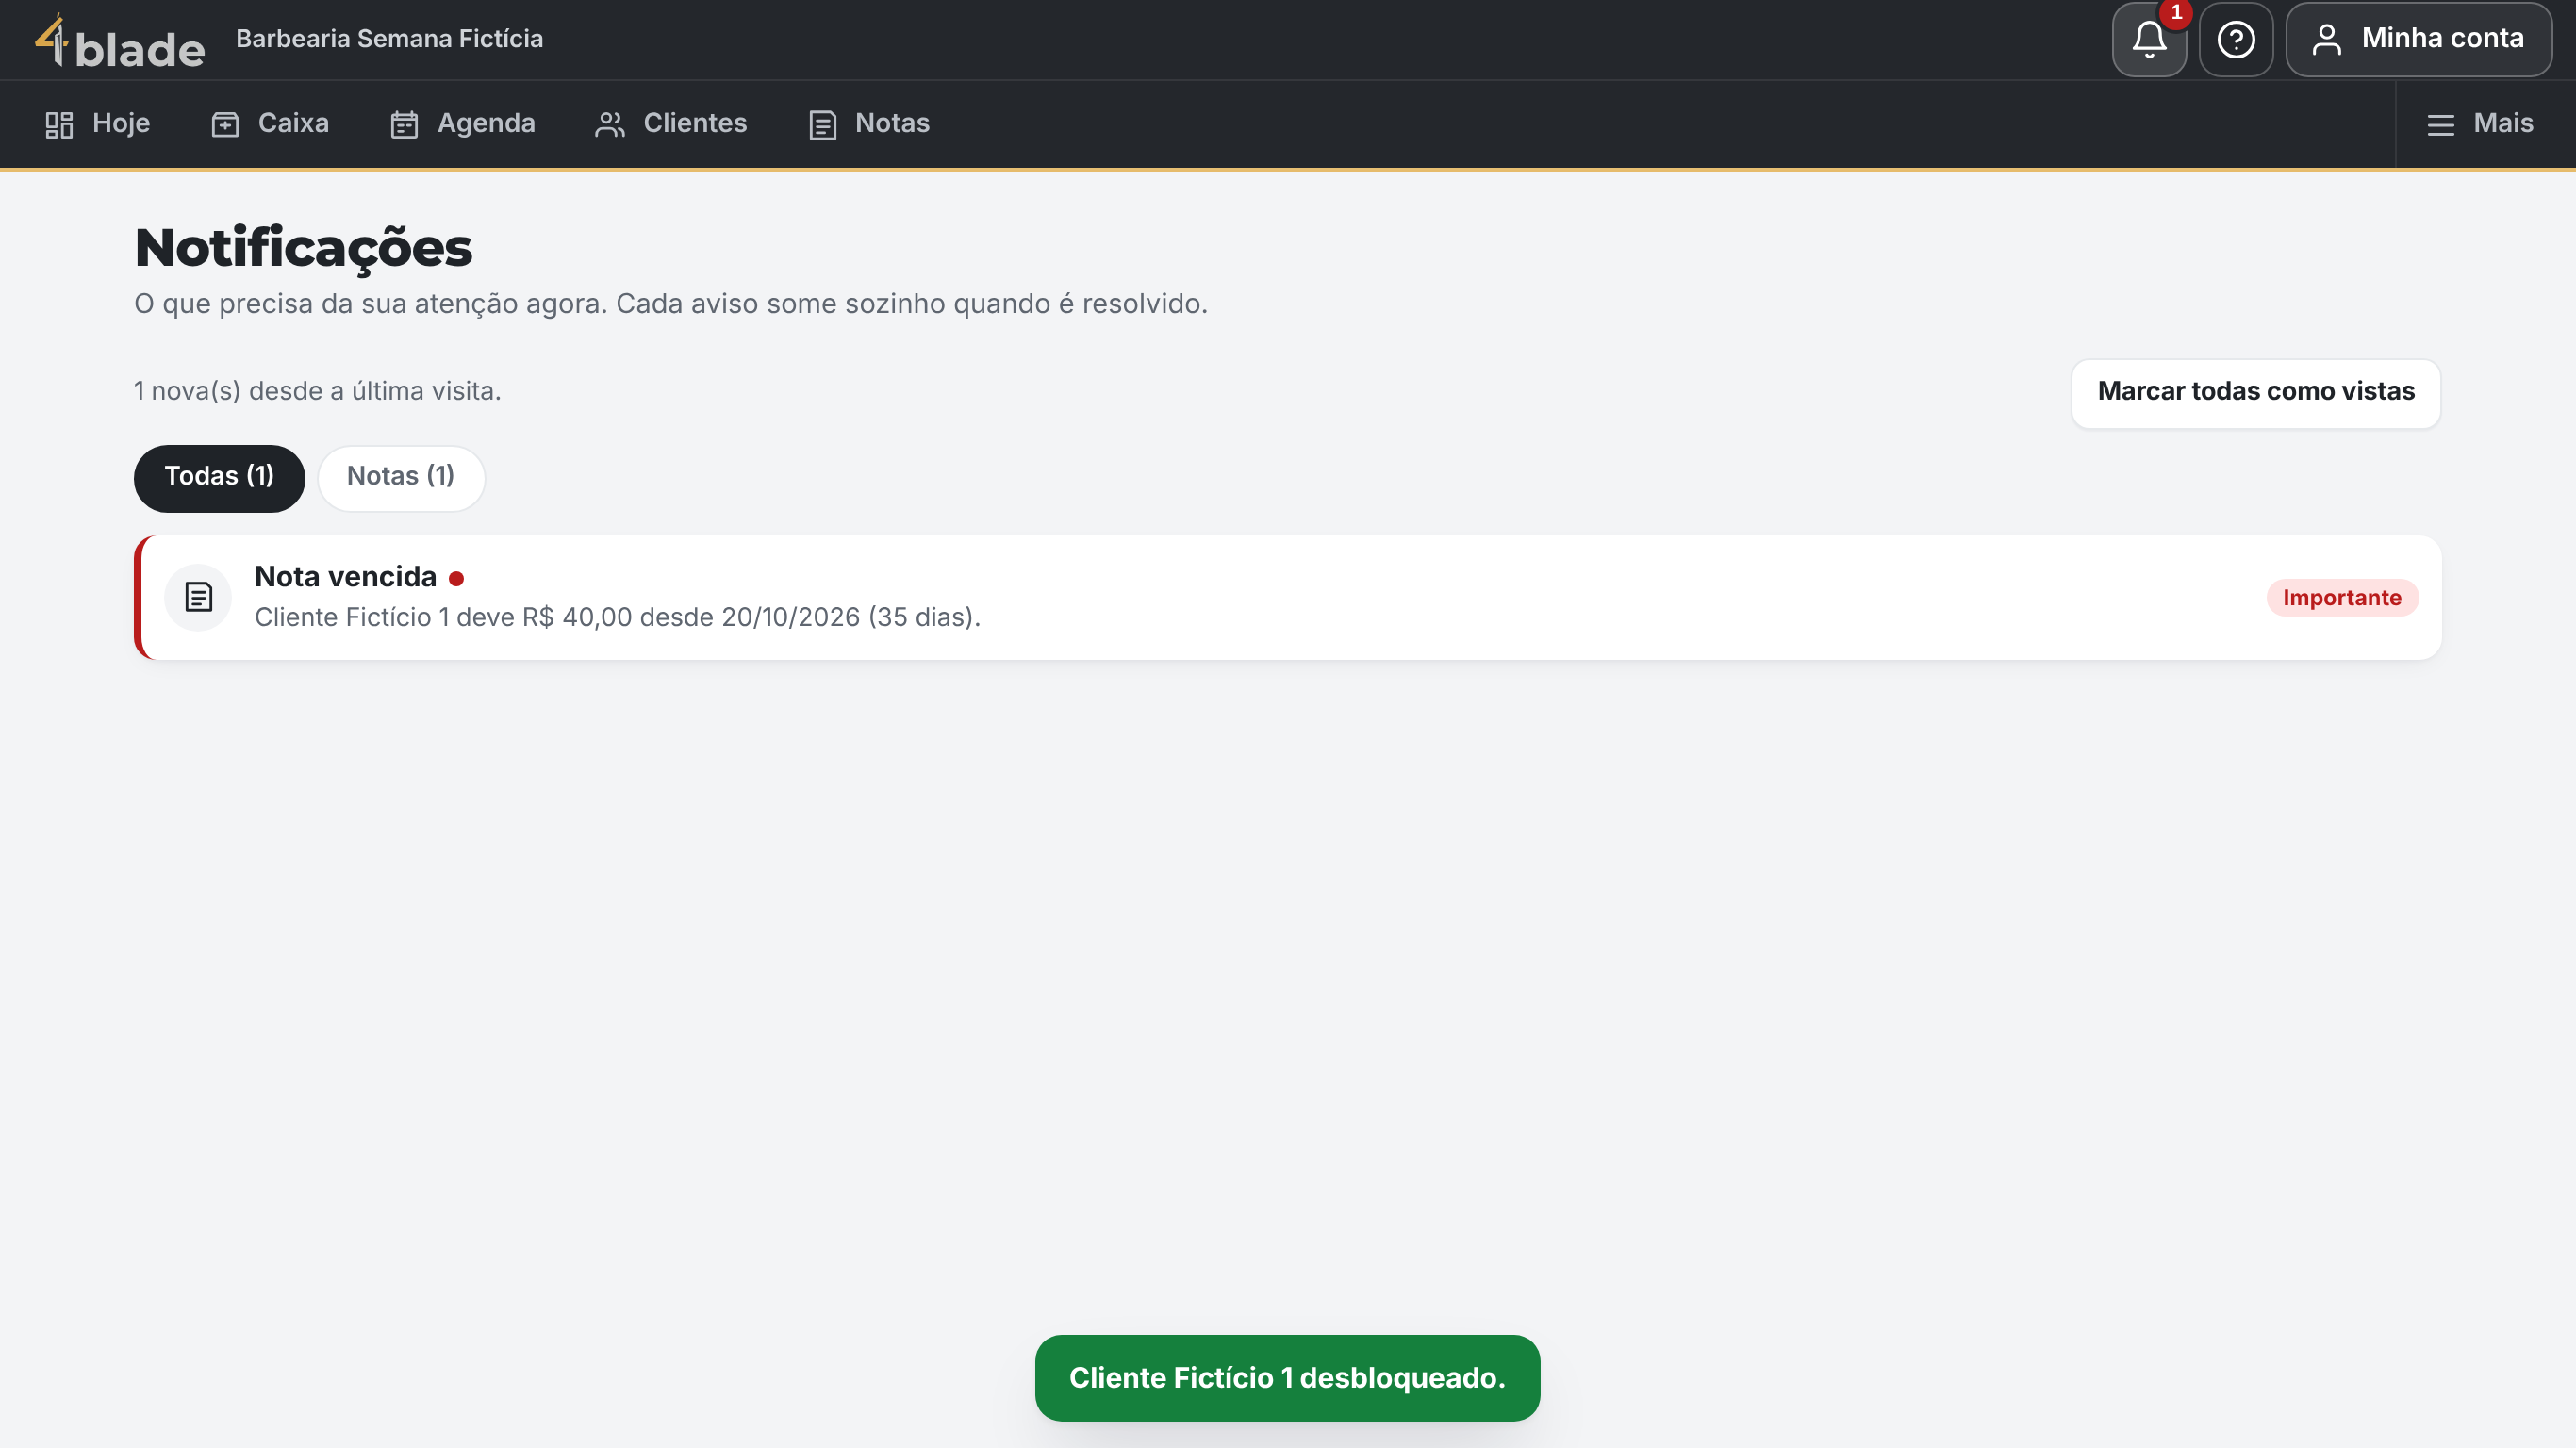 4blade
Barbearia Semana Fictícia
1
Minha conta
Hoje
Caixa
Agenda
Clientes
Notas
Mais
Notificações
O que precisa da sua atenção agora. Cada aviso some sozinho quando é resolvido.
1 nova(s) desde a última visita.
Marcar todas como vistas
Todas (1)
Notas (1)
Nota vencida
Cliente Fictício 1 deve R$ 40,00 desde 20/10/2026 (35 dias).
Importante
Cliente Fictício 1 desbloqueado.